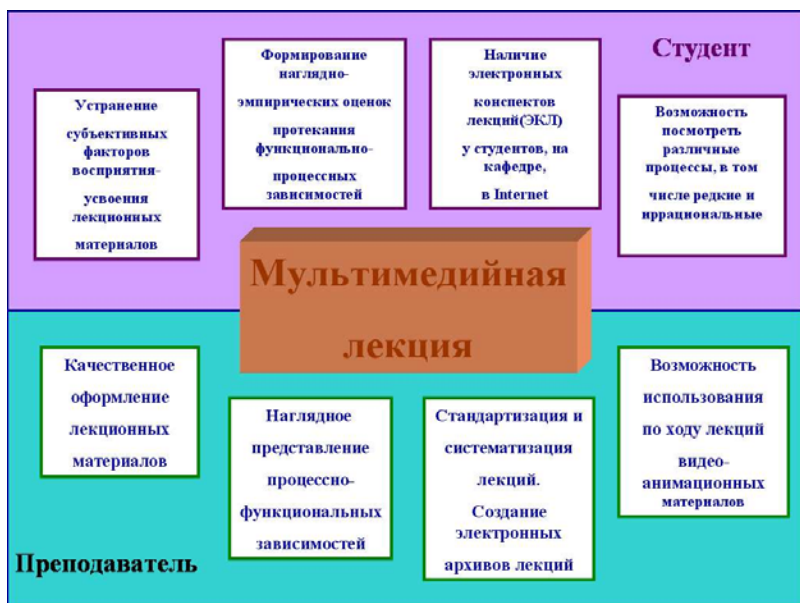 Студент
Устранение
субъективных
факторов
восприятия-
усвоения
лекционных
материалов
Формирование
наглядно-
эмпирических оценок
протекания
функционально-
процессных
зависимостей
Наличие
электронных
конспектов
лекций(ЭКЛ)
у студентов, на
кафедре,
в Internet
Возможность
посмотреть
различные
процессы, в том
числе редкие и
иррациональные
Мультимедийная
лекция
Качественное
оформление
лекционных
материалов
Наглядное
представление
процессно-
функциональных
зависимостей
Стандартизация и
систематизация
лекций.
Создание
электронных
архивов лекций
Возможность
использования
по ходу лекций
видео-
анимационных
материалов
Преподаватель